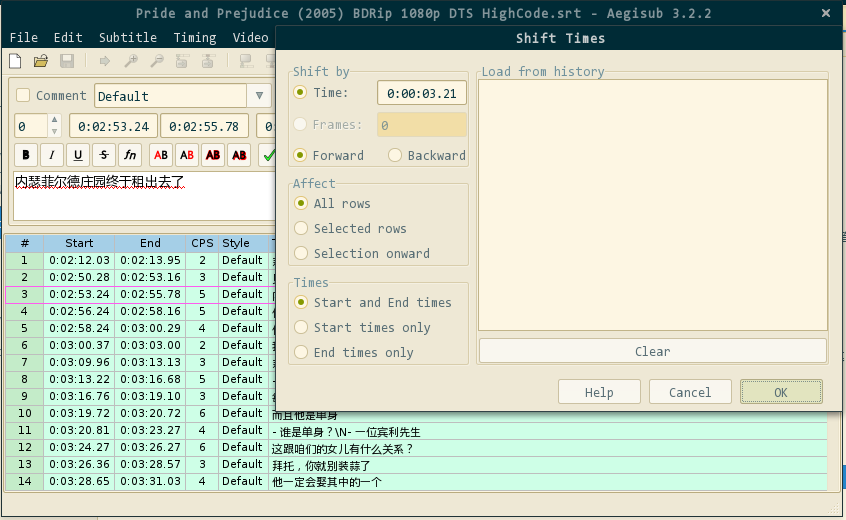 Pride and Prejudice (2005) BDRip 1080p DTS HighCode.srt - Aegisub 3.2.2
File Edit Subtitle Timing Video
Shift Times
Shift by
Time: 0:00:03.21
Frames: 0
Forward Backward
Affect
All rows
Selected rows
Selection onward
Times
Start and End times
Start times only
End times only
Load from history
Clear
Help Cancel OK
Comment Default
0 0:02:53.24 0:02:55.78
B I U S fn AB AB AB AB
内瑟菲尔德庄园终于租出去了
# Start End CPS Style
1 0:02:12.03 0:02:13.95 2 Default
2 0:02:50.28 0:02:53.16 3 Default
3 0:02:53.24 0:02:55.78 5 Default
4 0:02:56.24 0:02:58.16 5 Default
5 0:02:58.24 0:03:00.29 4 Default
6 0:03:00.37 0:03:03.00 2 Default
7 0:03:09.96 0:03:13.13 3 Default
8 0:03:13.22 0:03:16.68 5 Default
9 0:03:16.76 0:03:19.10 3 Default
10 0:03:19.72 0:03:20.72 6 Default 而且他是单身
11 0:03:20.81 0:03:23.27 4 Default - 谁是单身？\N- 一位宾利先生
12 0:03:24.27 0:03:26.27 6 Default 这跟咱们的女儿有什么关系？
13 0:03:26.36 0:03:28.57 3 Default 拜托，你就别装蒜了
14 0:03:28.65 0:03:31.03 4 Default 他一定会娶其中的一个